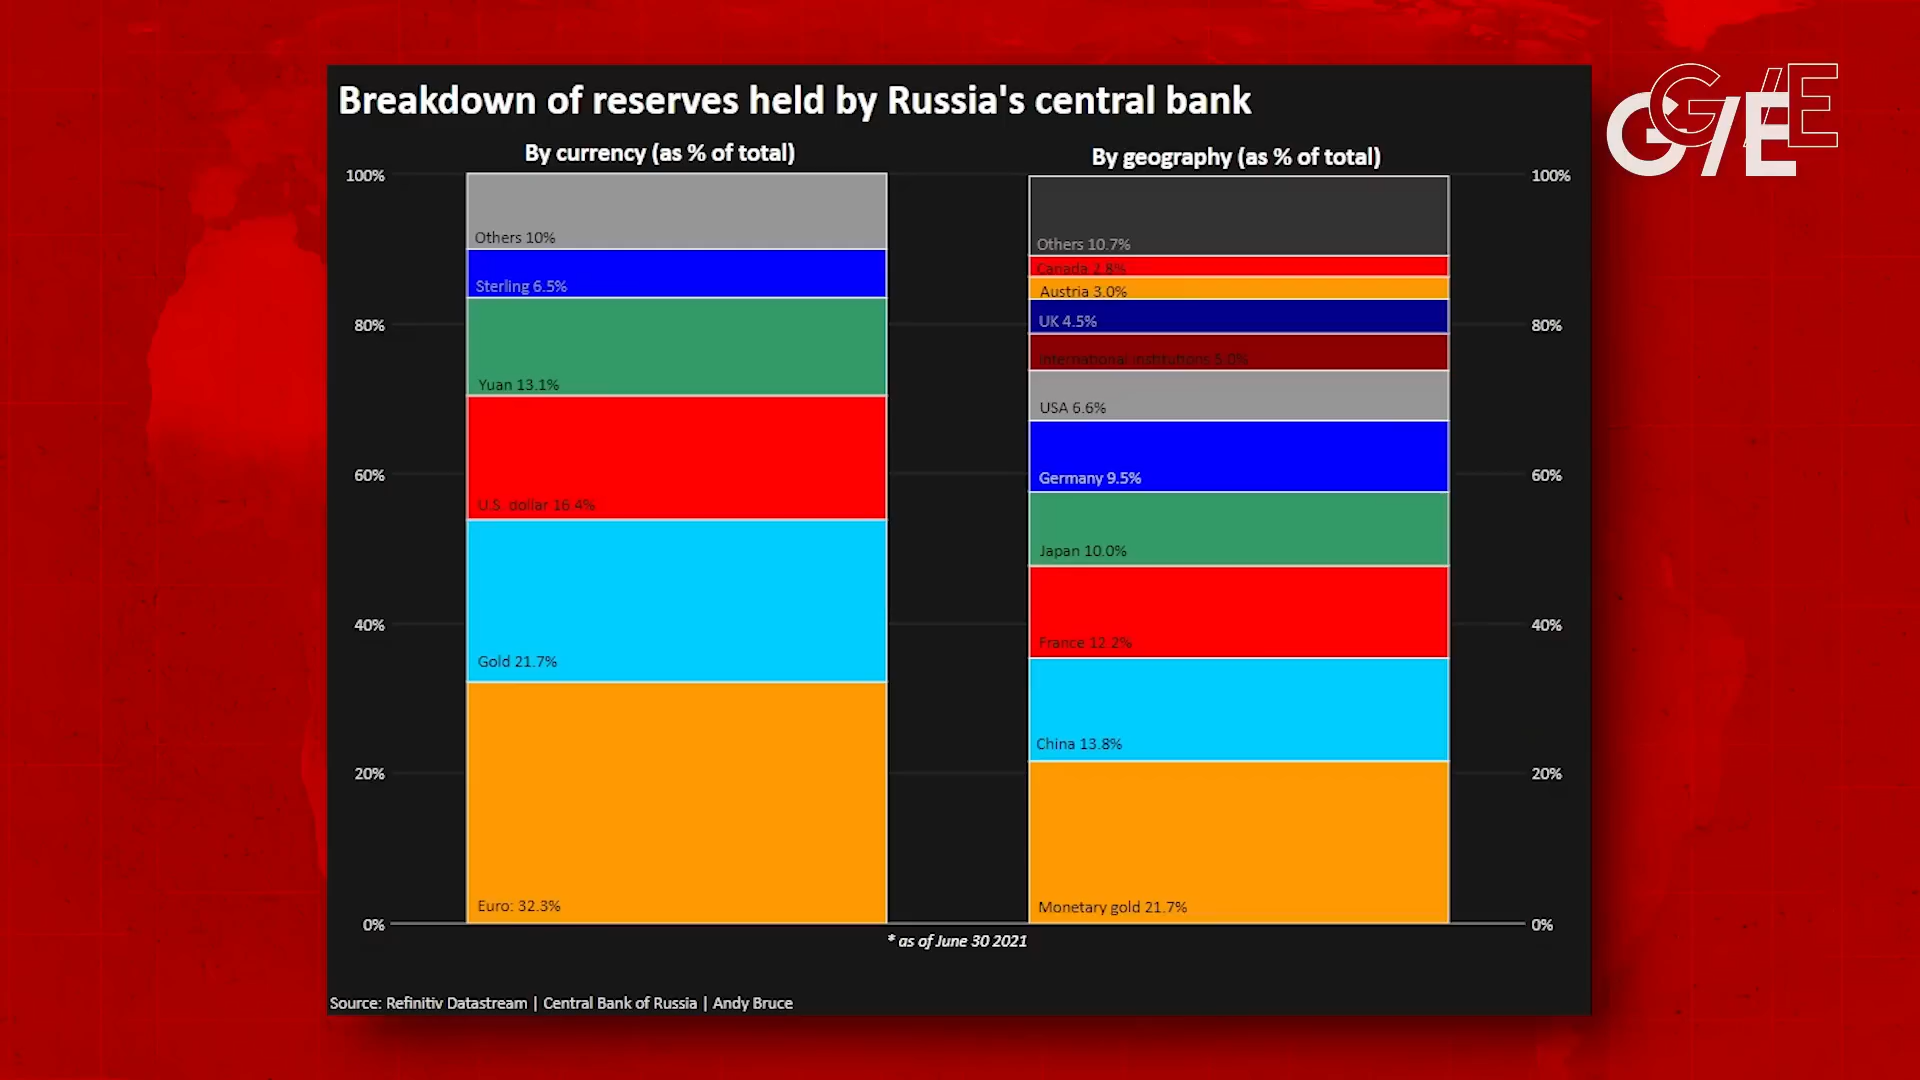 Breakdown of reserves held by Russia's central bank
G/E
G/E
By currency (as % of total)
100%
80%
60%
40%
20%
0%
Others 10%
Sterling 6.5%
Yuan 13.1%
U.S. dollar 16.4%
Gold 21.7%
Euro: 32.3%
By geography (as % of total)
Others 10.7%
Canada 2.8%
Austria 3.0%
UK 4.5%
International institutions 5.0%
USA 6.6%
Germany 9.5%
Japan 10.0%
France 12.2%
China 13.8%
Monetary gold 21.7%
100%
80%
60%
40%
20%
0%
* as of June 30 2021
Source: Refinitiv Datastream | Central Bank of Russia | Andy Bruce